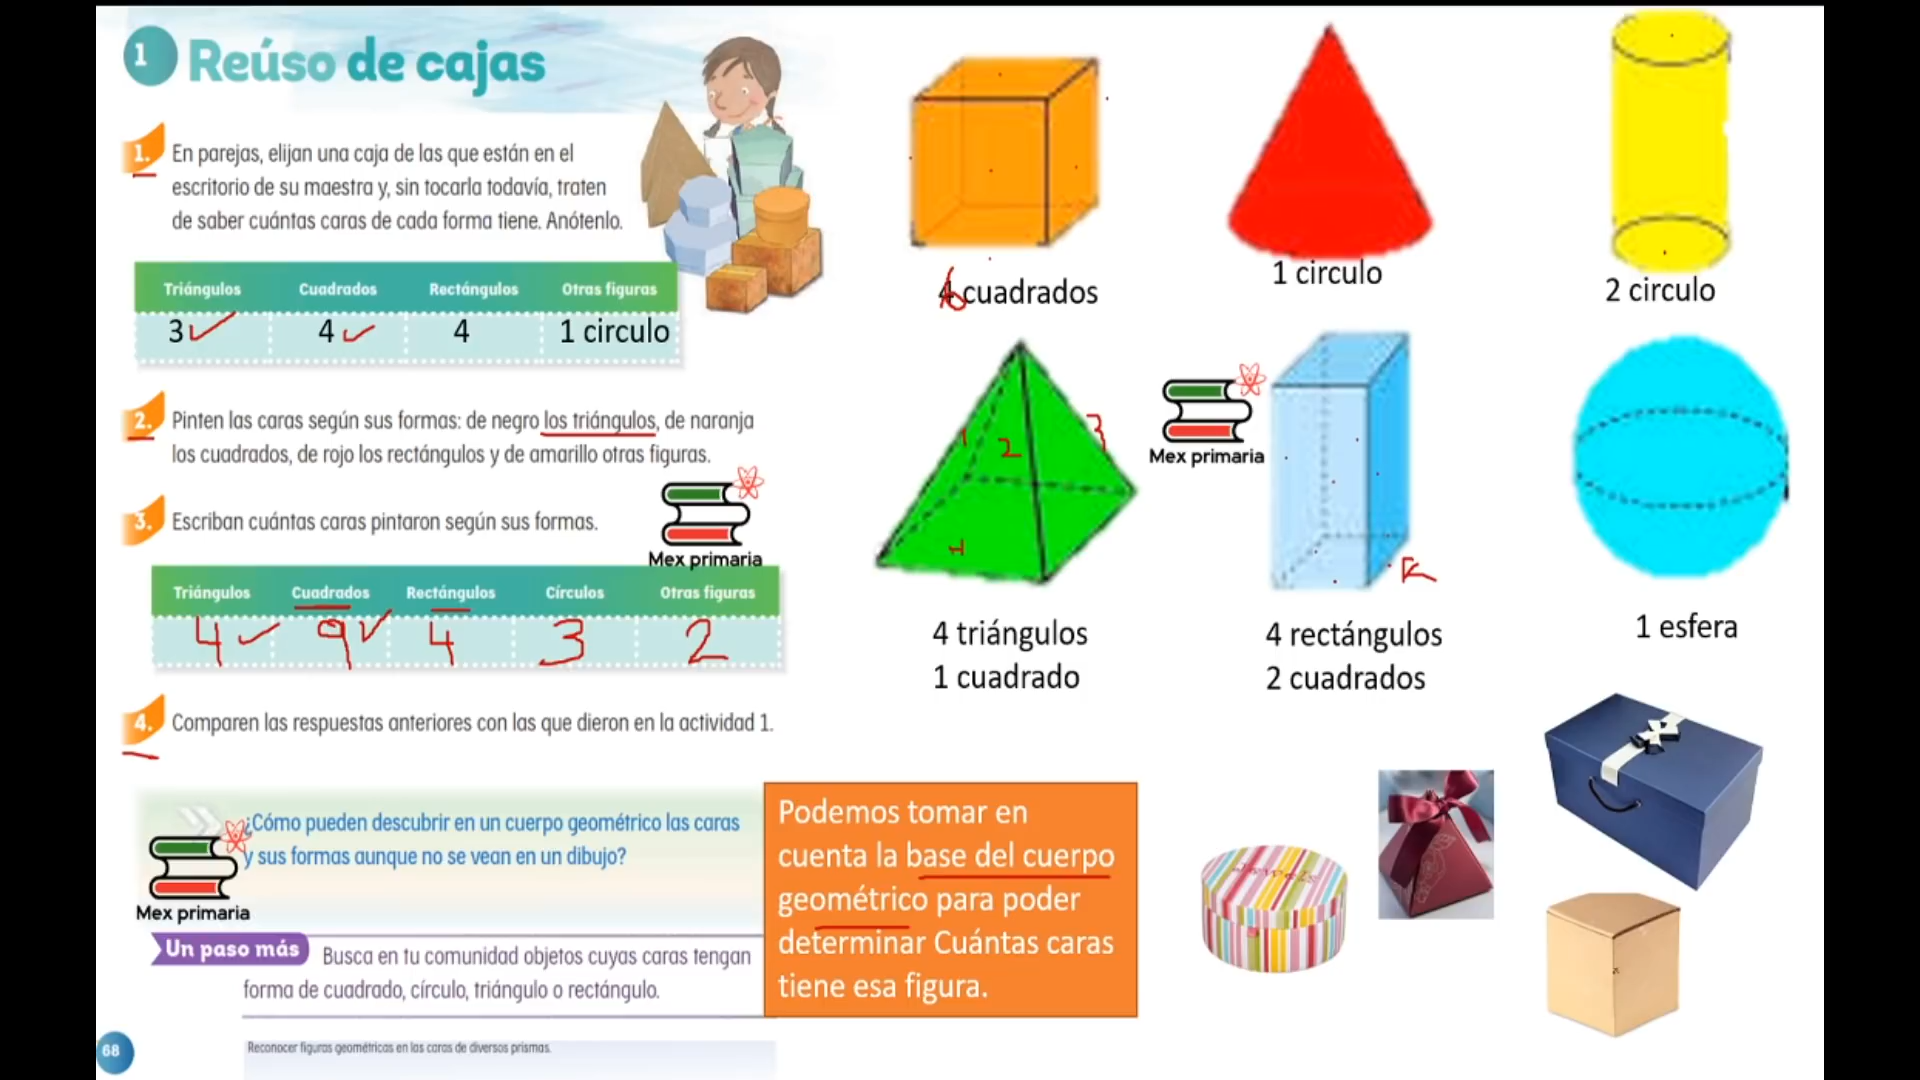 1 Reúso de cajas
1. En parejas, elijan una caja de las que están en el
escritorio de su maestra y, sin tocarla todavía, traten
de saber cuántas caras de cada forma tiene. Anótenlo.
Triángulos Cuadrados Rectángulos Otras figuras
3 4 4 1 circulo
2. Pinten las caras según sus formas: de negro los triángulos, de naranja
los cuadrados, de rojo los rectángulos y de amarillo otras figuras.
3. Escriban cuántas caras pintaron según sus formas.
Mex primaria
Triángulos Cuadrados Rectángulos Círculos Otras figuras
4 9 4 3 2
4. Comparen las respuestas anteriores con las que dieron en la actividad 1.
¿Cómo pueden descubrir en un cuerpo geométrico las caras
y sus formas aunque no se vean en un dibujo?
Mex primaria
Un paso más Busca en tu comunidad objetos cuyas caras tengan
forma de cuadrado, círculo, triángulo o rectángulo.
68
Reconocer figuras geométricas en las caras de diversos prismas.
6 cuadrados
1 circulo
2 circulo
1 2 3
4
Mex primaria
4 triángulos
1 cuadrado
4 rectángulos
2 cuadrados
1 esfera
Podemos tomar en
cuenta la base del cuerpo
geométrico para poder
determinar Cuántas caras
tiene esa figura.
Jewels